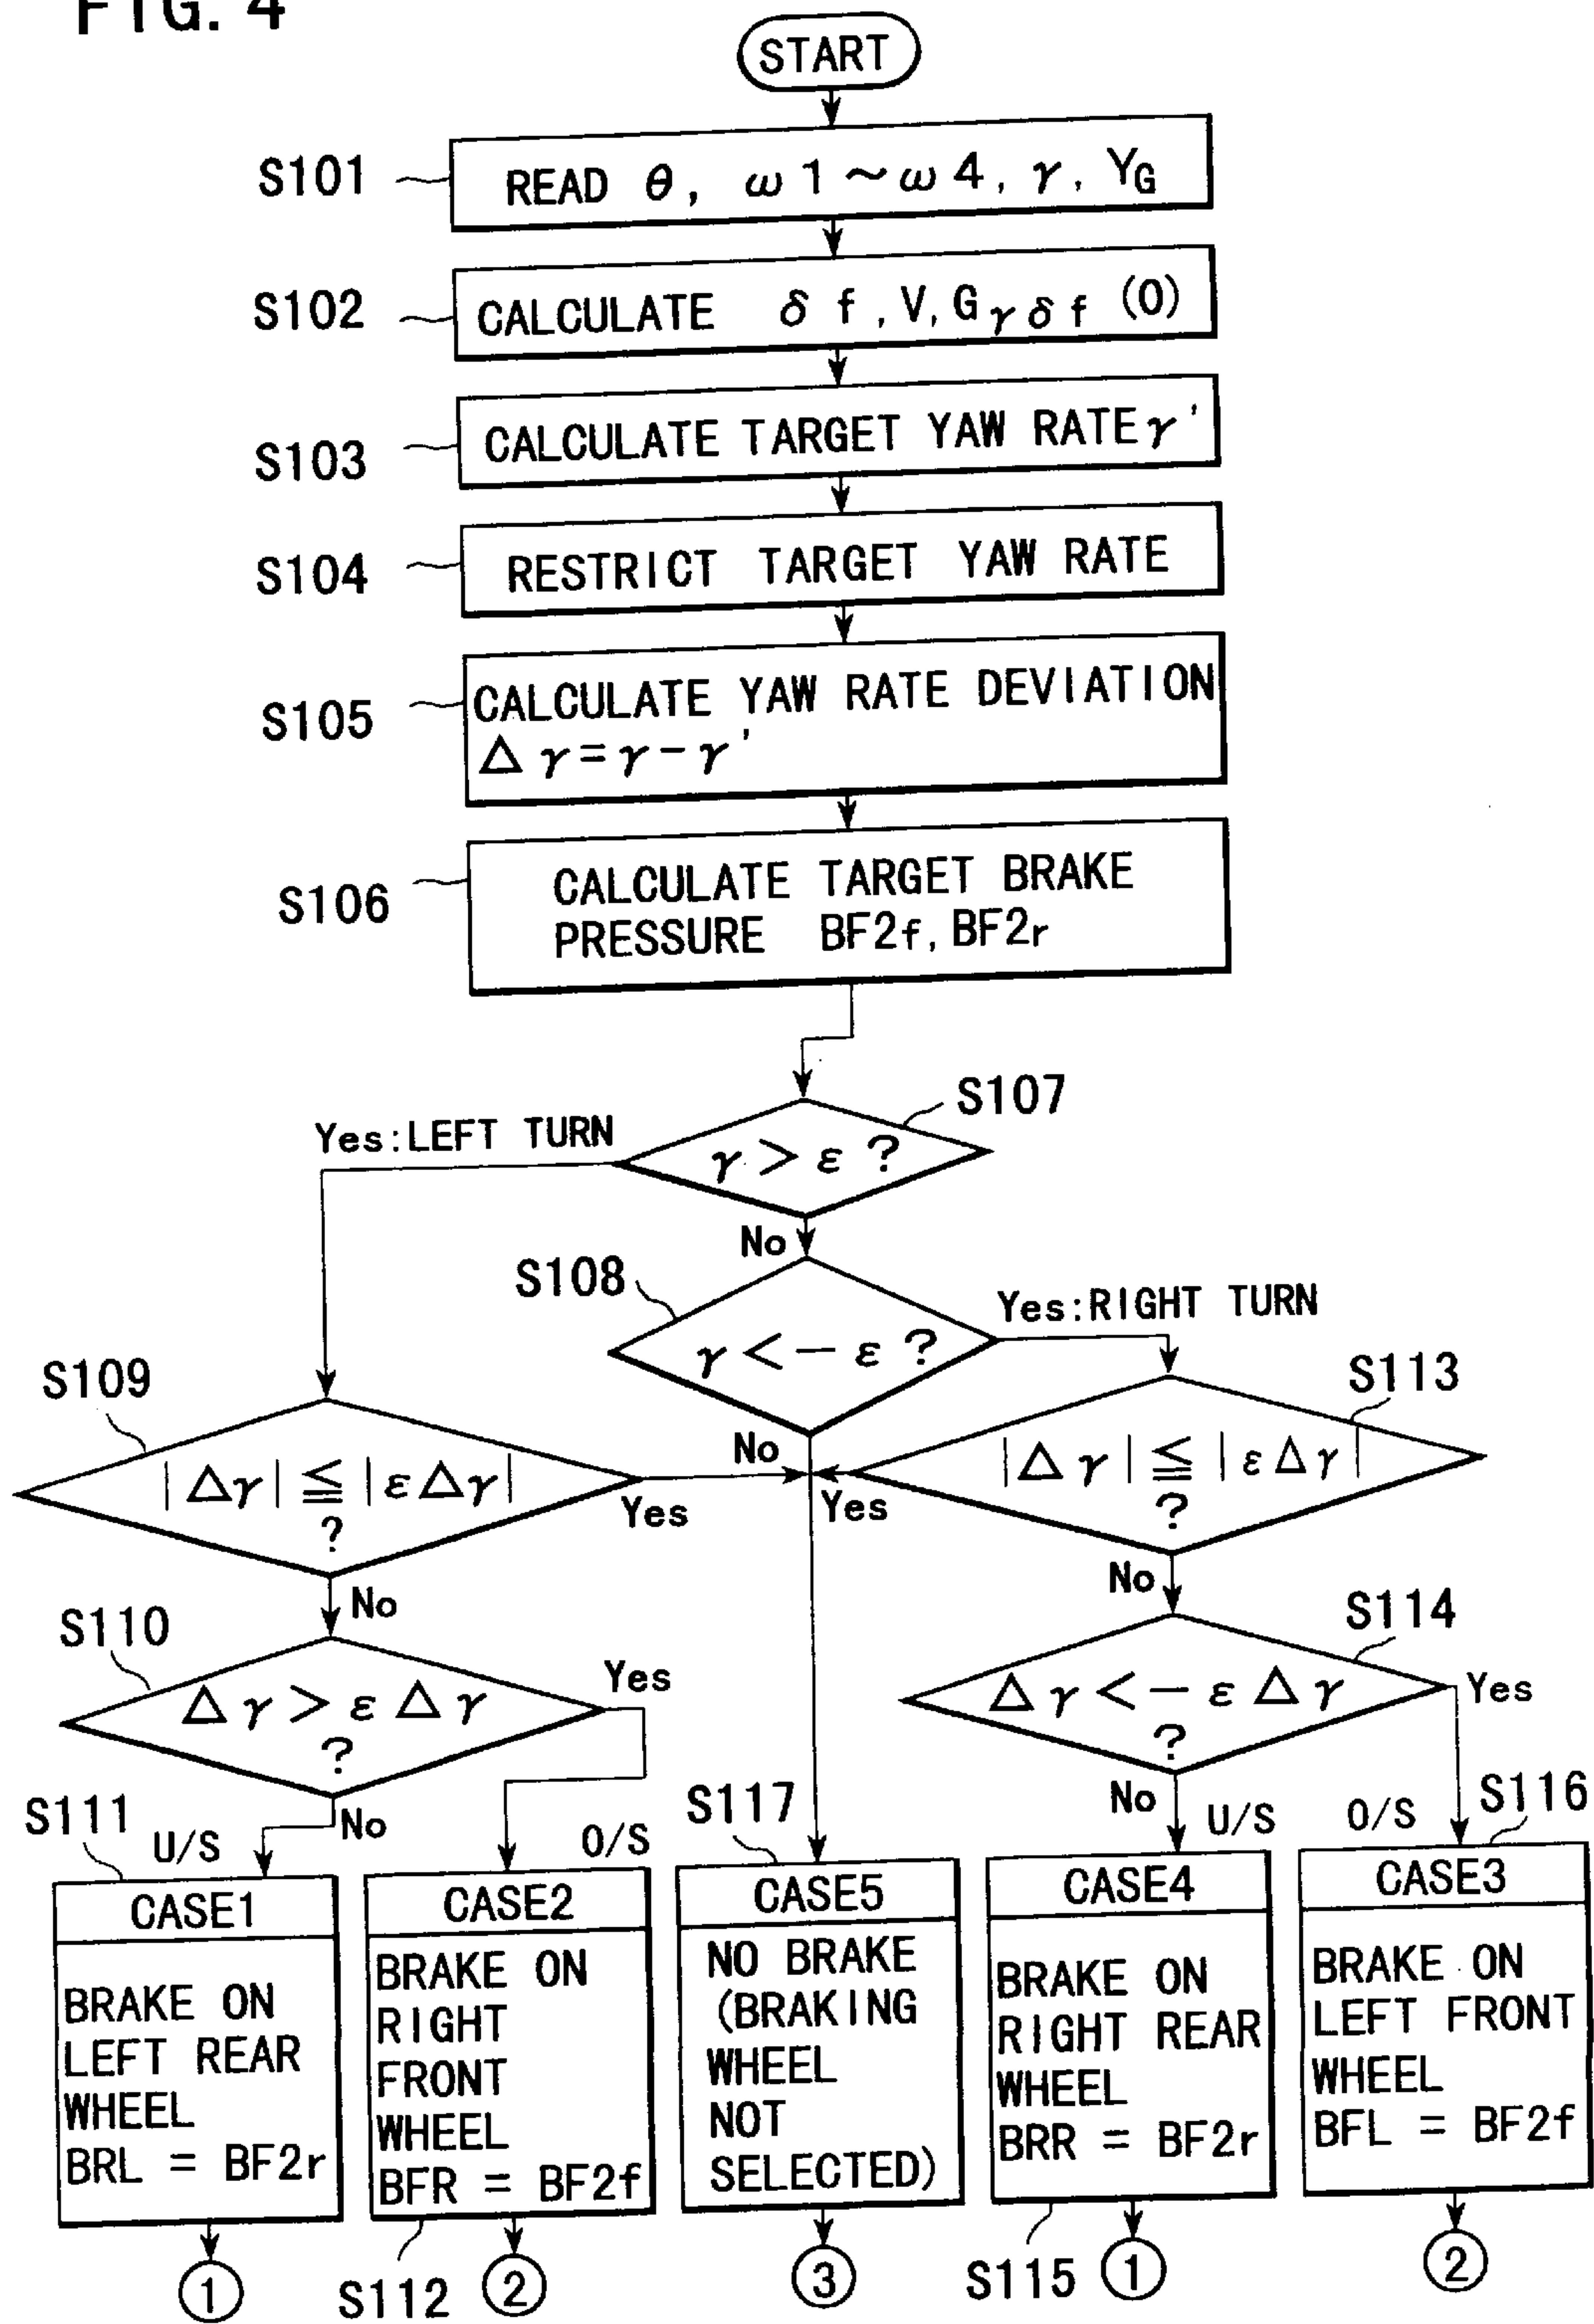 FIG. 4
START
S101
READ θ, ω1~ω4, γ, YG
S102
CALCULATE δf, V, Gγδf (0)
S103
CALCULATE TARGET YAW RATE γ'
S104
RESTRICT TARGET YAW RATE
S105
CALCULATE YAW RATE DEVIATION
Δγ=γ-γ'
S106
CALCULATE TARGET BRAKE
PRESSURE BF2f, BF2r
S107
Yes:LEFT TURN
γ > ε ?
No
S108
Yes:RIGHT TURN
γ < - ε ?
No
S109
|Δγ| ≦ |εΔγ|
?
Yes
No
S113
|Δγ| ≦ |εΔγ|
?
Yes
No
S110
Δγ > εΔγ
?
Yes
No
S114
Δγ < - εΔγ
?
Yes
No
S111
U/S
CASE1
BRAKE ON
LEFT REAR
WHEEL
BRL = BF2r
1
O/S
CASE2
BRAKE ON
RIGHT
FRONT
WHEEL
BFR = BF2f
S112
2
S117
CASE5
NO BRAKE
(BRAKING
WHEEL
NOT
SELECTED)
3
U/S
CASE4
BRAKE ON
RIGHT REAR
WHEEL
BRR = BF2r
S115
1
O/S
S116
CASE3
BRAKE ON
LEFT FRONT
WHEEL
BFL = BF2f
2